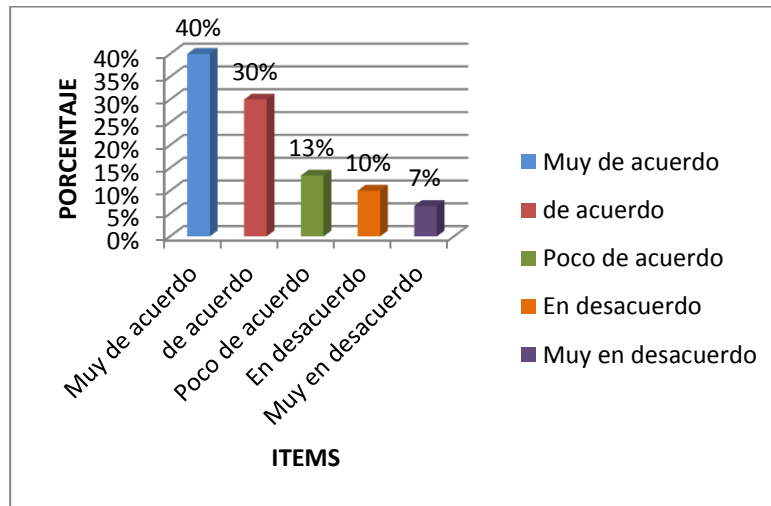 40%
30%
13%
10%
7%
40%
35%
30%
25%
20%
15%
10%
5%
0%
PORCENTAJE
Muy de acuerdo
de acuerdo
Poco de acuerdo
En desacuerdo
Muy en desacuerdo
ITEMS
Muy de acuerdo
de acuerdo
Poco de acuerdo
En desacuerdo
Muy en desacuerdo